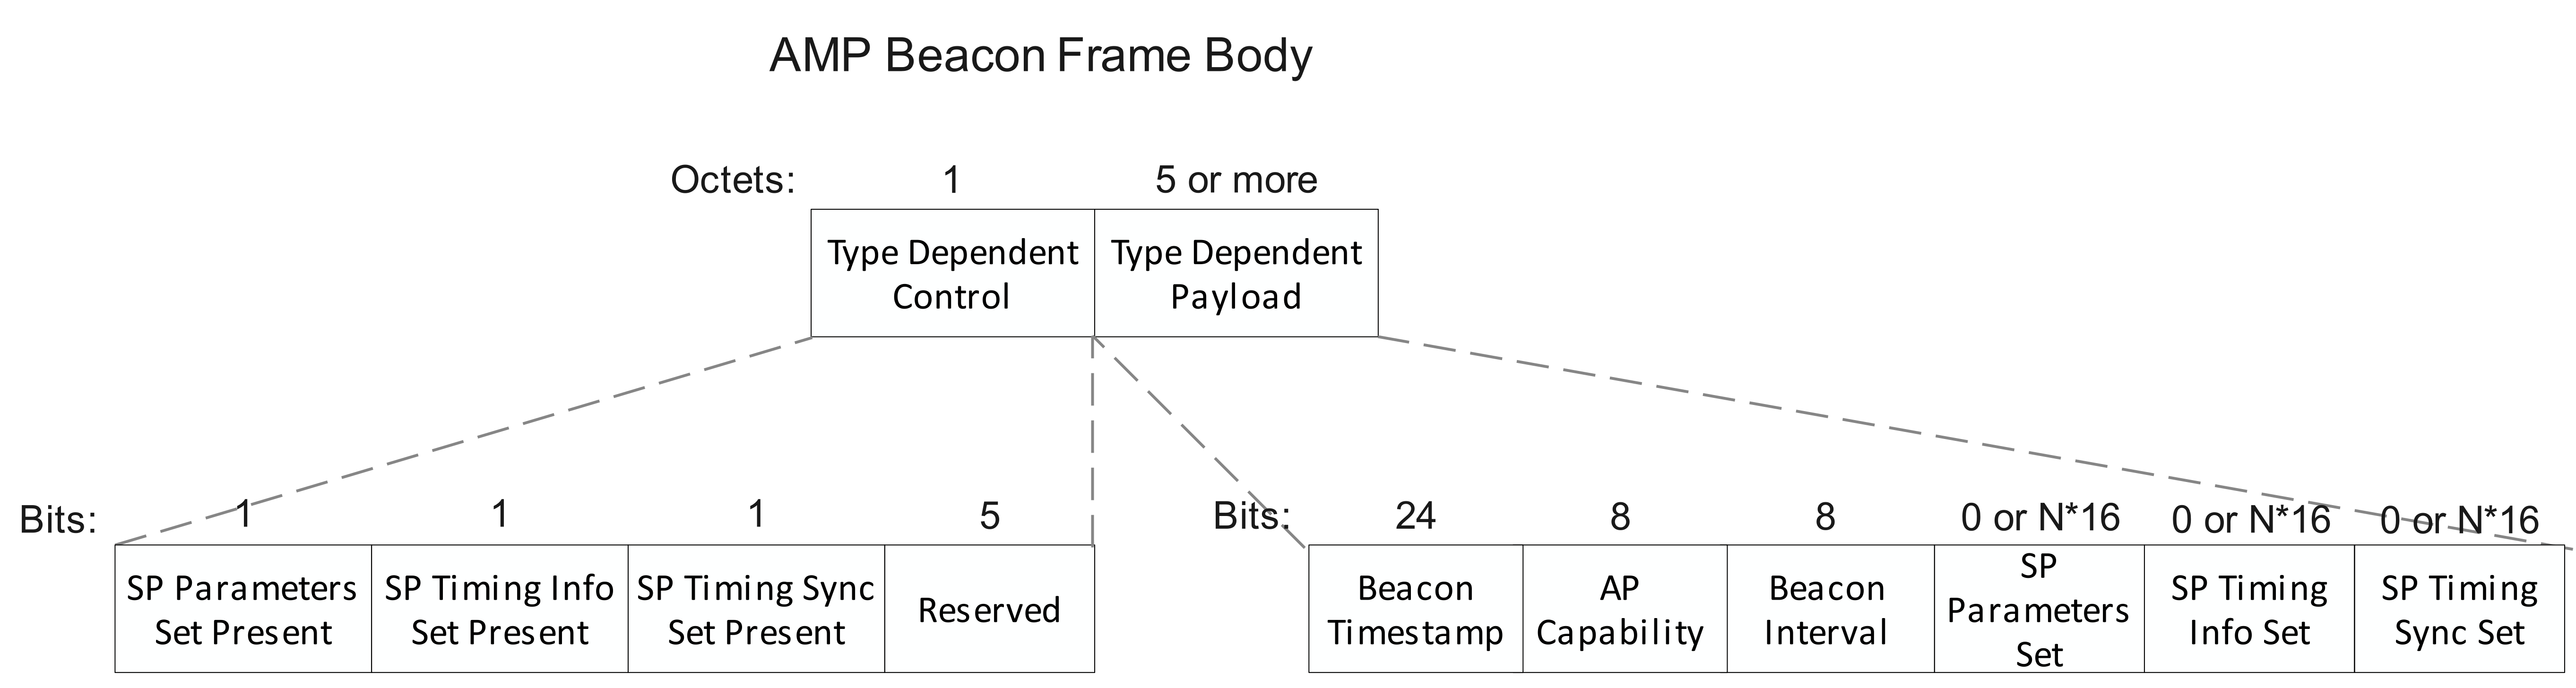 AMP Beacon Frame Body
Octets: 1 5 or more
Type Dependent Control
Type Dependent Payload
Bits: 1 1 1 5
SP Parameters Set Present
SP Timing Info Set Present
SP Timing Sync Set Present
Reserved
Bits: 24 8 8 0 or N*16 0 or N*16 0 or N*16
Beacon Timestamp
AP Capability
Beacon Interval
SP Parameters Set
SP Timing Info Set
SP Timing Sync Set